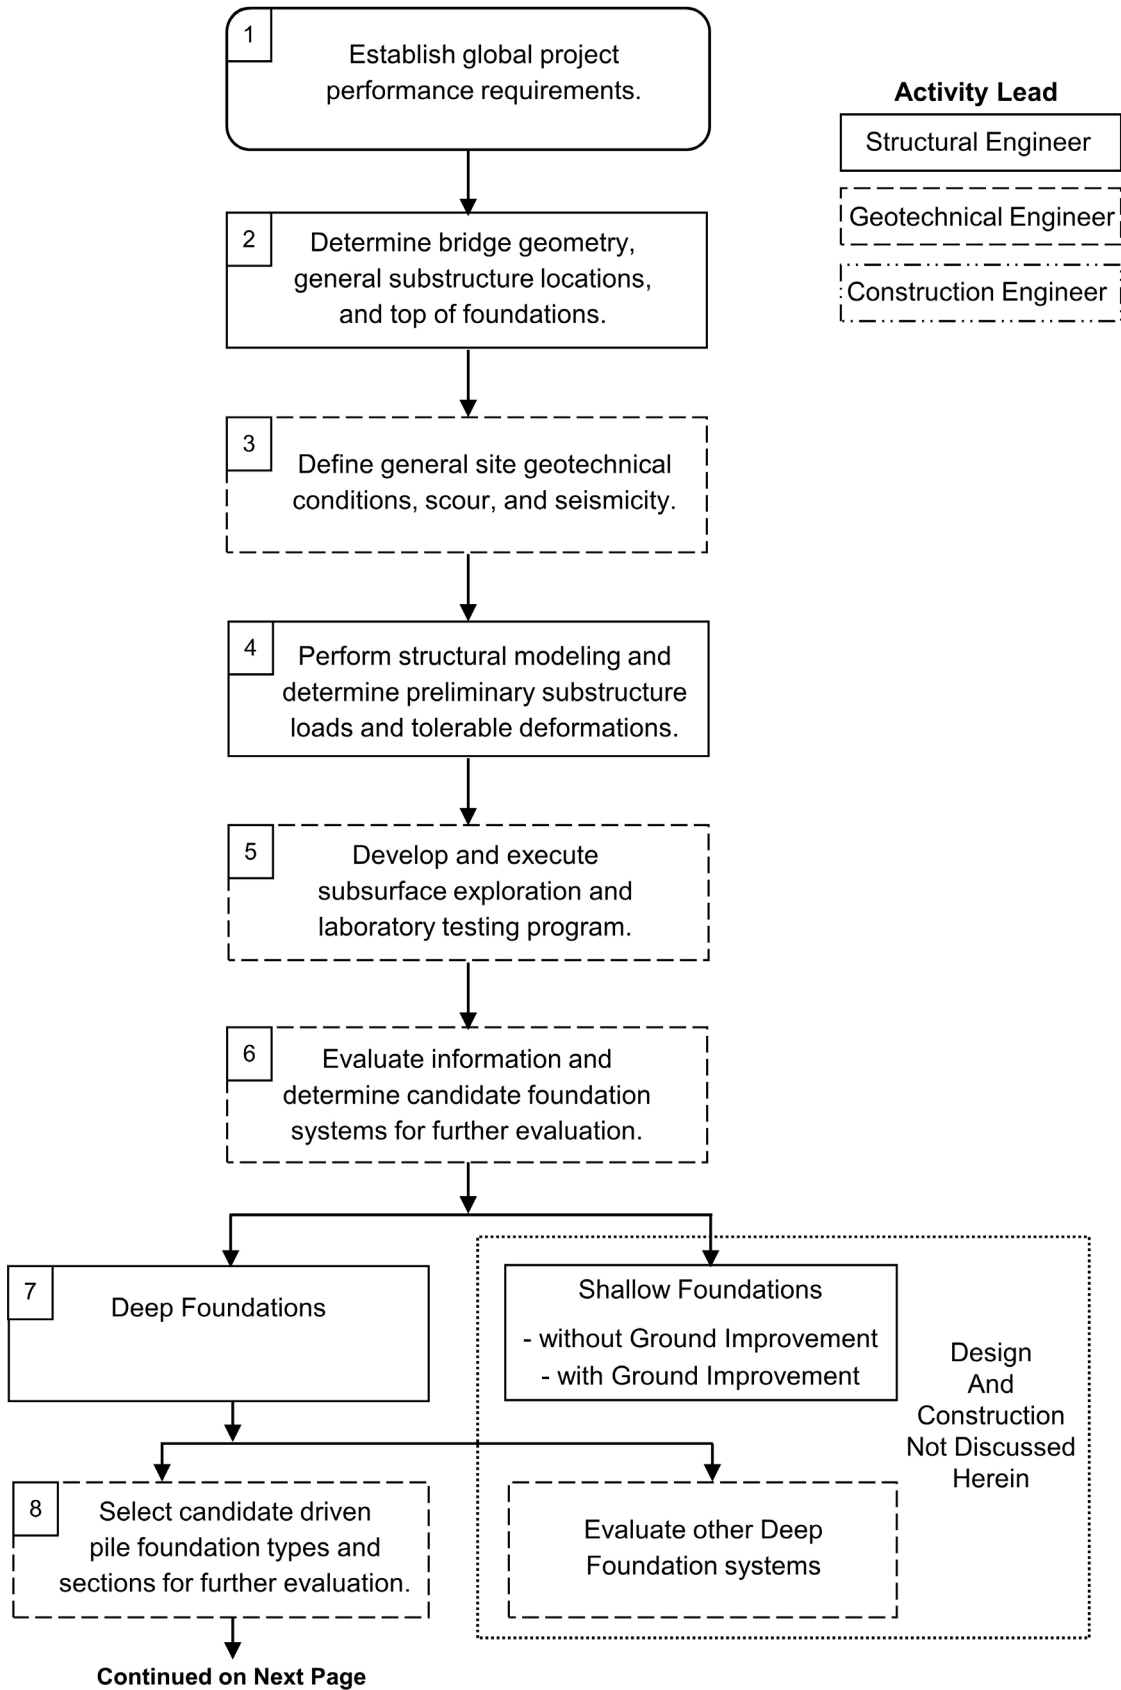 1
Establish global project
performance requirements.
Activity Lead
Structural Engineer
Geotechnical Engineer
Construction Engineer
2
Determine bridge geometry,
general substructure locations,
and top of foundations.
3
Define general site geotechnical
conditions, scour, and seismicity.
4
Perform structural modeling and
determine preliminary substructure
loads and tolerable deformations.
5
Develop and execute
subsurface exploration and
laboratory testing program.
6
Evaluate information and
determine candidate foundation
systems for further evaluation.
7
Deep Foundations
Shallow Foundations
- without Ground Improvement
- with Ground Improvement
Design
And
Construction
Not Discussed
Herein
8
Select candidate driven
pile foundation types and
sections for further evaluation.
Evaluate other Deep
Foundation systems
Continued on Next Page